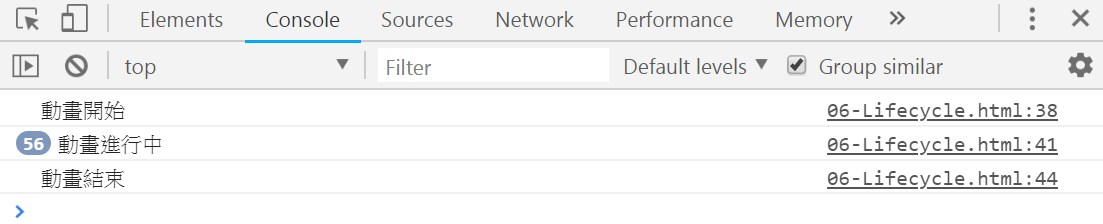 Elements Console Sources Network Performance Memory »
top ▼ Filter Default levels ▼ Group similar
動畫開始 06-Lifecycle.html:38
56 動畫進行中 06-Lifecycle.html:41
動畫結束 06-Lifecycle.html:44
>